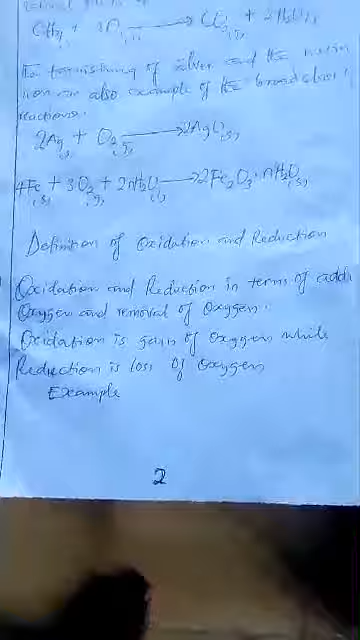 CH4 + 2O2(g) → CO2(g) + 2H2O(l)
The tarnishing of silver and the
iron can also example of the broad class
reactions.
2Ag(s) + O2(g) → 2AgO(s)
4Fe(s) + 3O2(g) + 2nH2O(l) → 2Fe2O3.nH2O(s)
Definition of Oxidation and Reduction
Oxidation and Reduction in terms of addi
Oxygen and removal of Oxygen.
Oxidation is gain of Oxygen while
Reduction is loss of Oxygen
Example
2